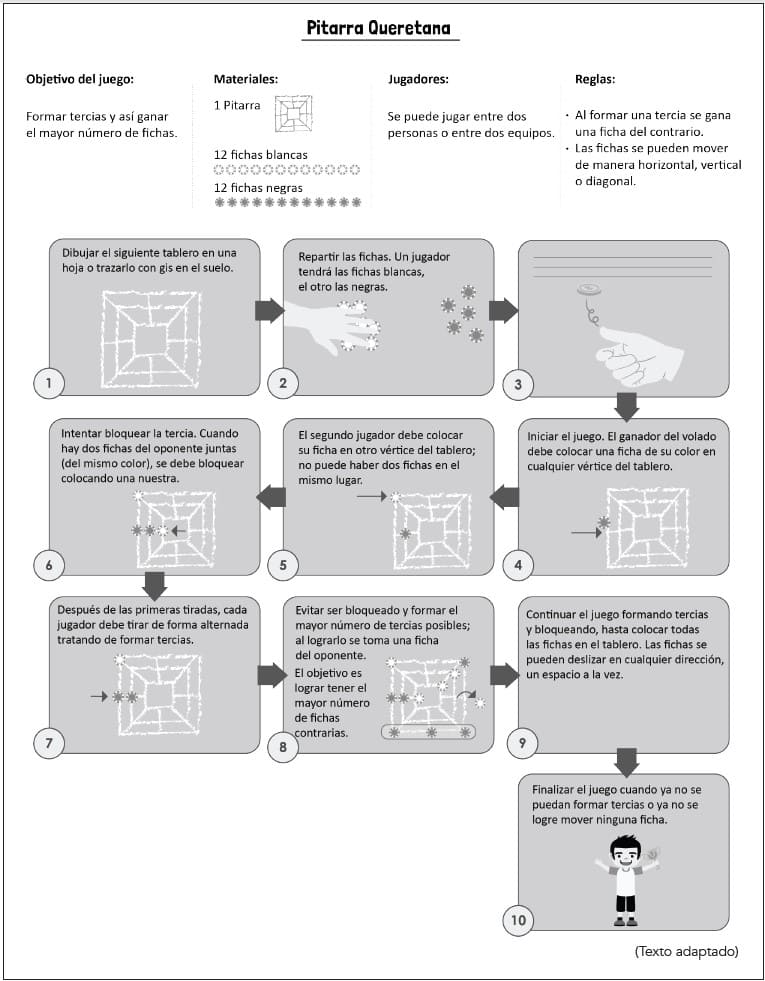 Pitarra Queretana
Objetivo del juego:
Formar tercias y así ganar
el mayor número de fichas.
Materiales:
1 Pitarra
12 fichas blancas
12 fichas negras
Jugadores:
Se puede jugar entre dos
personas o entre dos equipos.
Reglas:
· Al formar una tercia se gana
una ficha del contrario.
· Las fichas se pueden mover
de manera horizontal, vertical
o diagonal.
Dibujar el siguiente tablero en una
hoja o trazarlo con gis en el suelo.
1
Repartir las fichas. Un jugador
tendrá las fichas blancas,
el otro las negras.
2
3
Iniciar el juego. El ganador del volado
debe colocar una ficha de su color en
cualquier vértice del tablero.
4
El segundo jugador debe colocar
su ficha en otro vértice del tablero;
no puede haber dos fichas en el
mismo lugar.
5
Intentar bloquear la tercia. Cuando
hay dos fichas del oponente juntas
(del mismo color), se debe bloquear
colocando una nuestra.
6
Después de las primeras tiradas, cada
jugador debe tirar de forma alternada
tratando de formar tercias.
7
Evitar ser bloqueado y formar el
mayor número de tercias posibles;
al lograrlo se toma una ficha
del oponente.
El objetivo es
lograr tener el
mayor número
de fichas
contrarias.
8
Continuar el juego formando tercias
y bloqueando, hasta colocar todas
las fichas en el tablero. Las fichas se
pueden deslizar en cualquier dirección,
un espacio a la vez.
9
Finalizar el juego cuando ya no se
puedan formar tercias o ya no se
logre mover ninguna ficha.
10
(Texto adaptado)